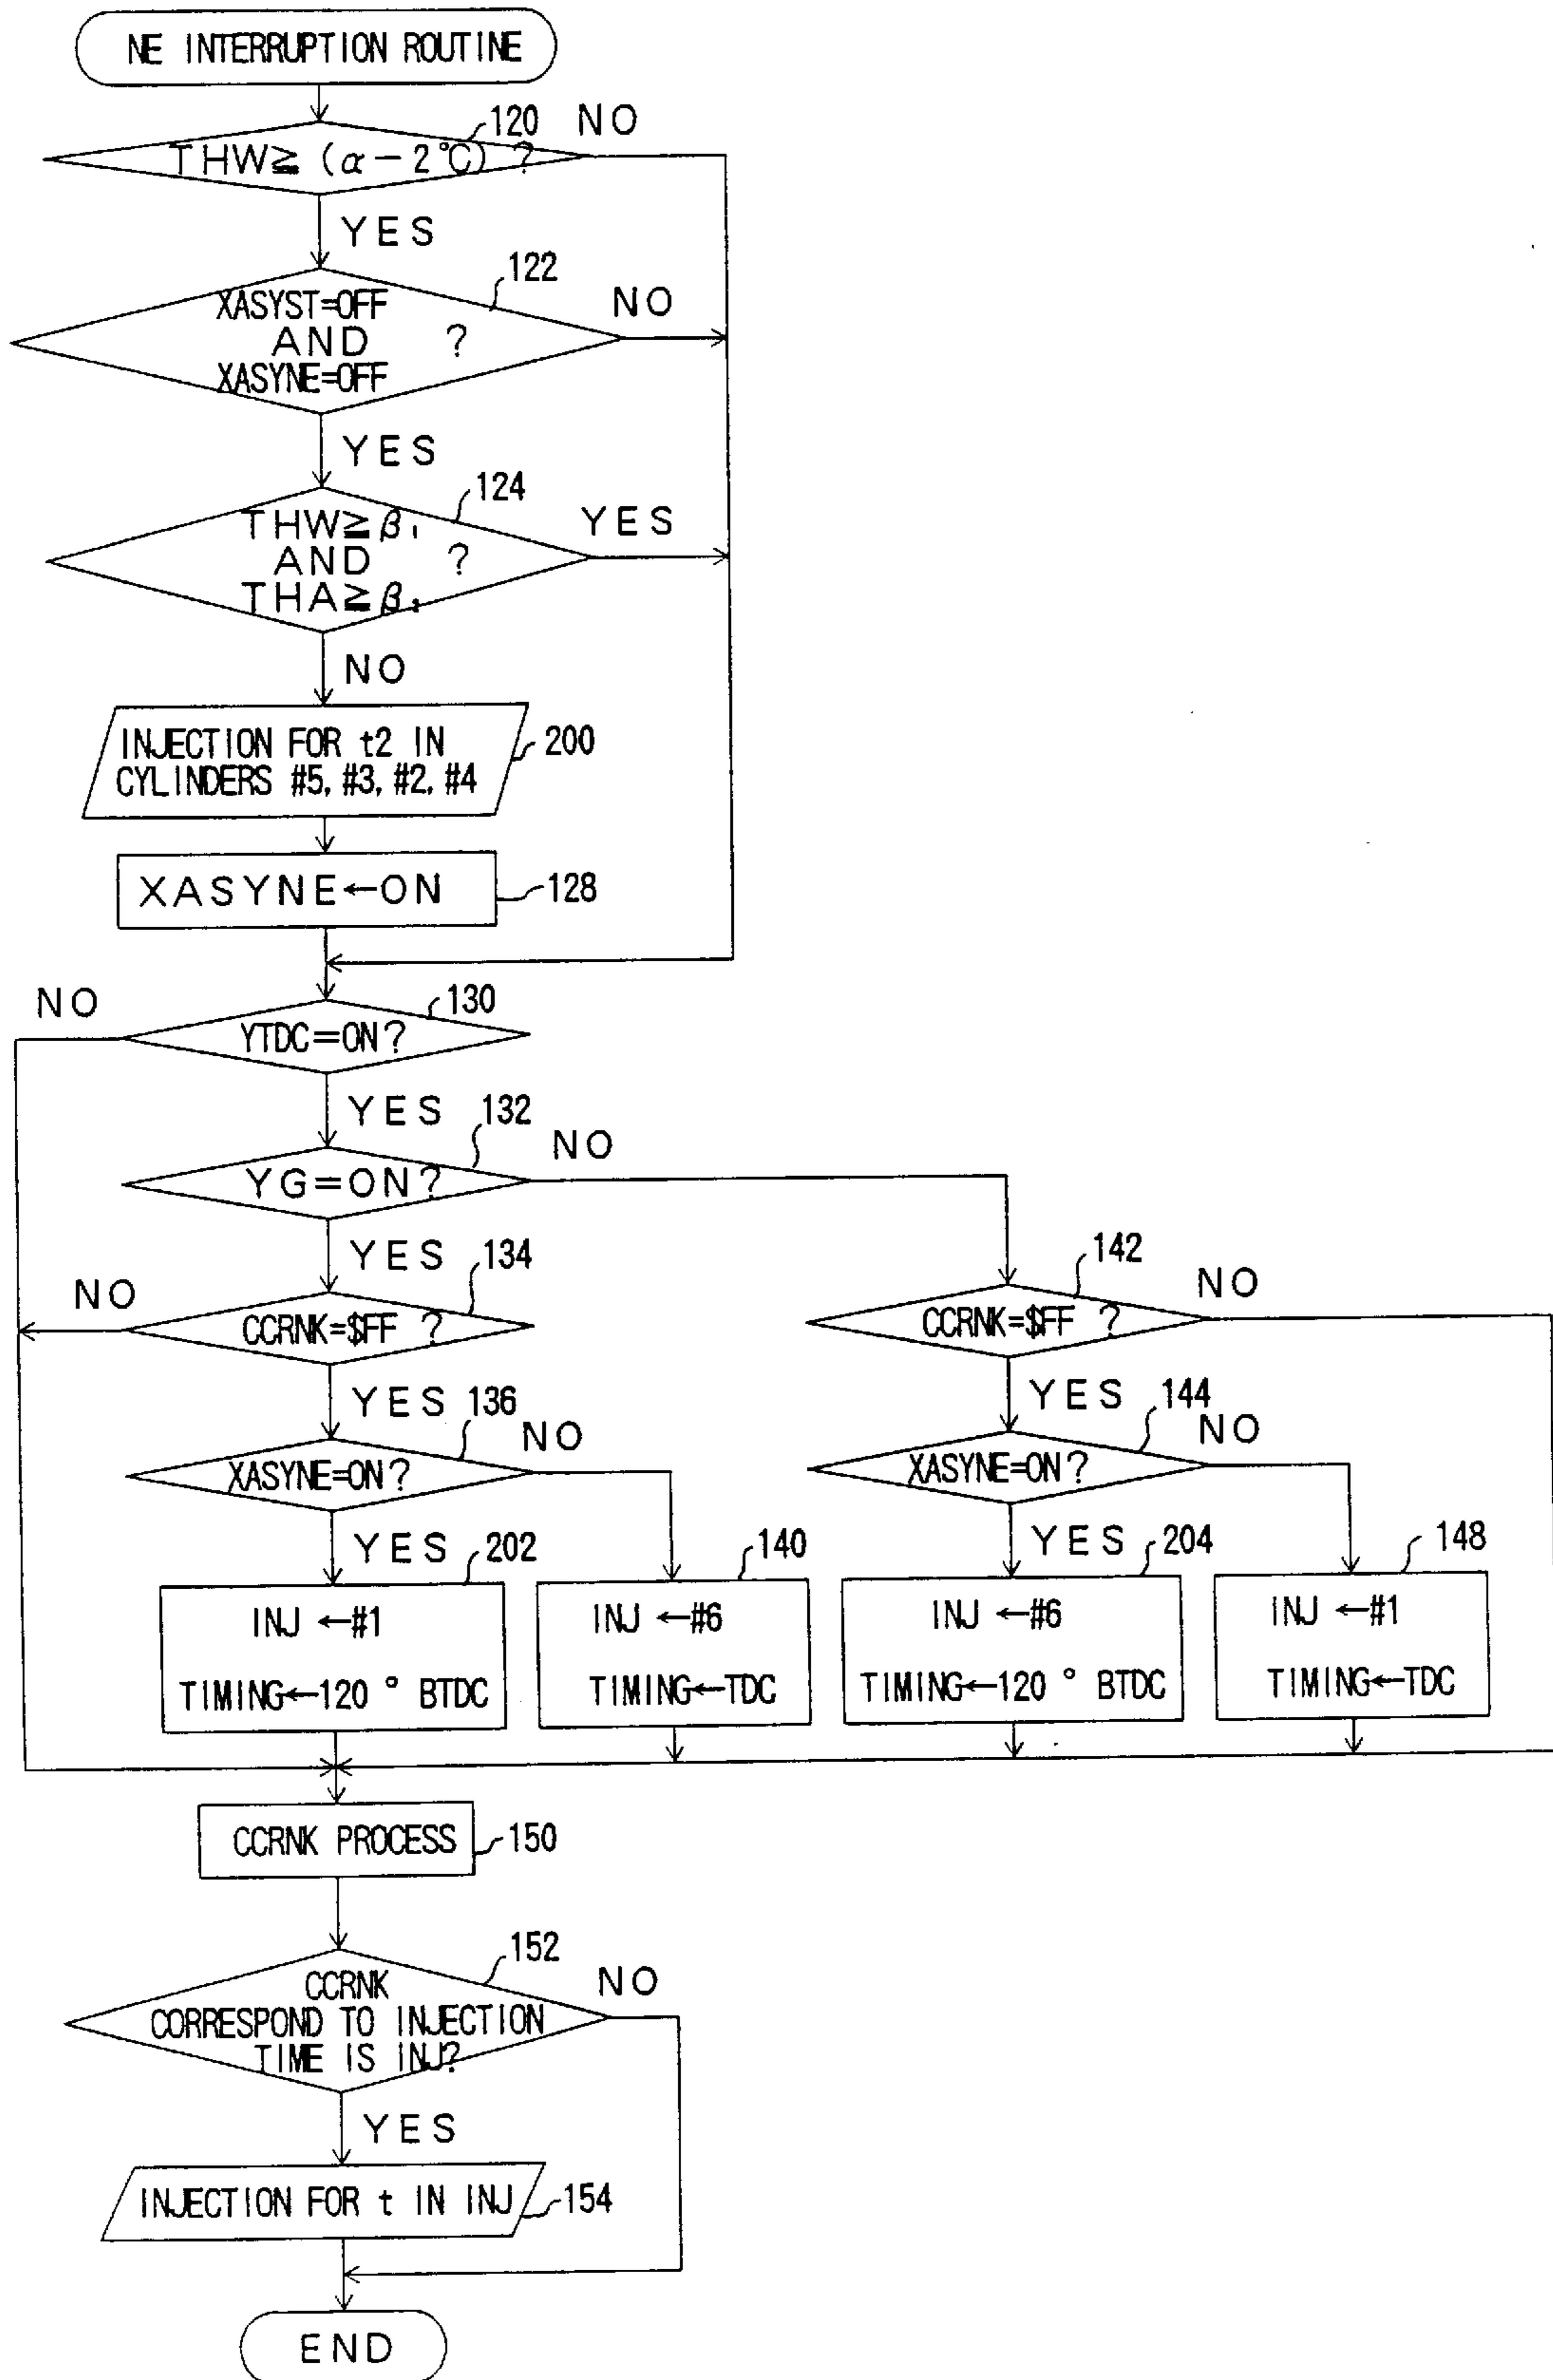 NE INTERRUPTION ROUTINE
120
NO
THW≧(α-2℃) ?
YES
122
XASYST=OFF
NO
AND ?
XASYNE=OFF
YES
124
THW≧β₁
YES
AND ?
THA≧β₂
NO
INJECTION FOR t2 IN
200
CYLINDERS #5, #3, #2, #4
XASYNE←ON
128
NO
130
YTDC=ON?
YES
132
NO
YG=ON?
YES
134
142
NO
NO
CCRNK=$FF ?
CCRNK=$FF ?
YES
136
NO
YES
144
NO
XASYNE=ON?
XASYNE=ON?
YES
202
140
YES
204
148
INJ ←#1
TIMING←120 ° BTDC
INJ ←#6
TIMING←TDC
INJ ←#6
TIMING←120 ° BTDC
INJ ←#1
TIMING←TDC
CCRNK PROCESS
150
152
NO
CCRNK
CORRESPOND TO INJECTION
TIME IS INJ?
YES
INJECTION FOR t IN INJ
154
END